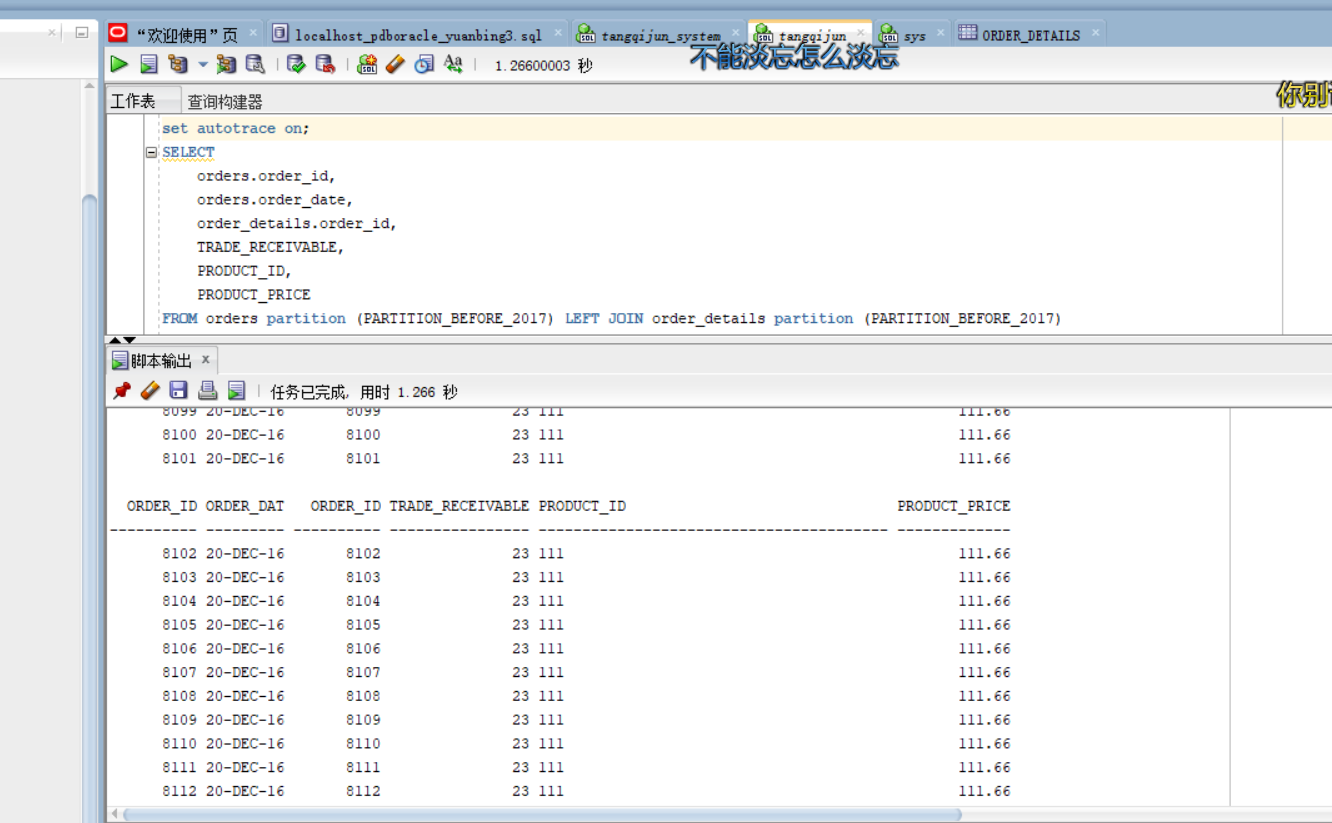 “欢迎使用”页 localhost_pdboracle_yuanbing3.sql tangqijun_system tangqijun sys ORDER_DETAILS
不能淡忘怎么淡忘
1.26600003 秒
你别
工作表 查询构建器
set autotrace on;
SELECT
orders.order_id,
orders.order_date,
order_details.order_id,
TRADE_RECEIVABLE,
PRODUCT_ID,
PRODUCT_PRICE
FROM orders partition (PARTITION_BEFORE_2017) LEFT JOIN order_details partition (PARTITION_BEFORE_2017)
脚本输出
任务已完成, 用时 1.266 秒
8099 20-DEC-16 8099 23 111 111.66
8100 20-DEC-16 8100 23 111 111.66
8101 20-DEC-16 8101 23 111 111.66
ORDER_ID ORDER_DAT ORDER_ID TRADE_RECEIVABLE PRODUCT_ID PRODUCT_PRICE
---------- --------- ---------- ---------------- ---------------------------------------- -------------
8102 20-DEC-16 8102 23 111 111.66
8103 20-DEC-16 8103 23 111 111.66
8104 20-DEC-16 8104 23 111 111.66
8105 20-DEC-16 8105 23 111 111.66
8106 20-DEC-16 8106 23 111 111.66
8107 20-DEC-16 8107 23 111 111.66
8108 20-DEC-16 8108 23 111 111.66
8109 20-DEC-16 8109 23 111 111.66
8110 20-DEC-16 8110 23 111 111.66
8111 20-DEC-16 8111 23 111 111.66
8112 20-DEC-16 8112 23 111 111.66